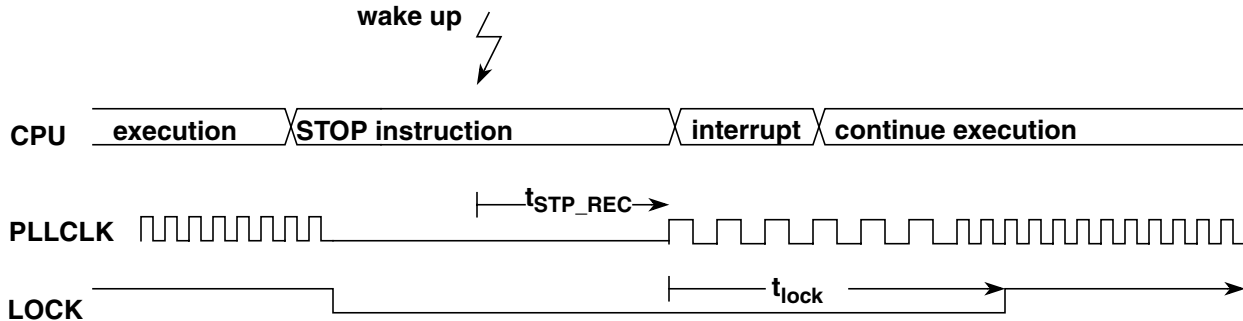 wake up
CPU execution STOP instruction interrupt continue execution
tSTP_REC
PLLCLK
tlock
LOCK